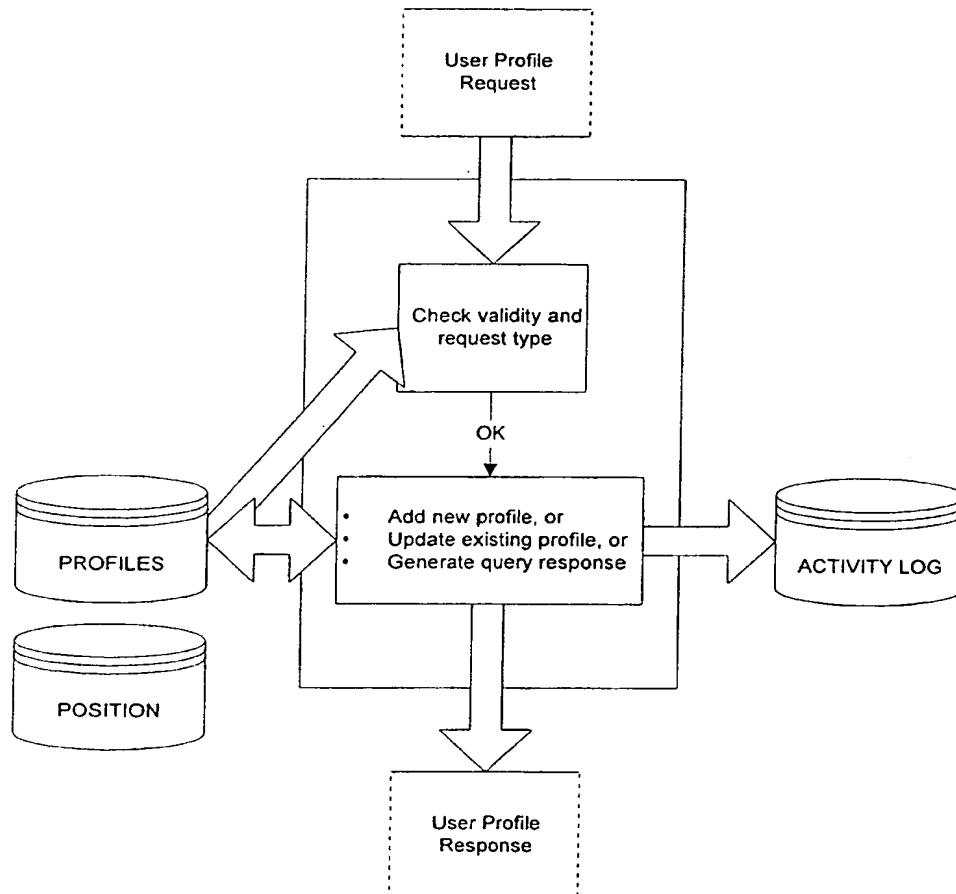 User Profile
Request
Check validity and
request type
OK
PROFILES
• Add new profile, or
• Update existing profile, or
• Generate query response
ACTIVITY LOG
POSITION
User Profile
Response